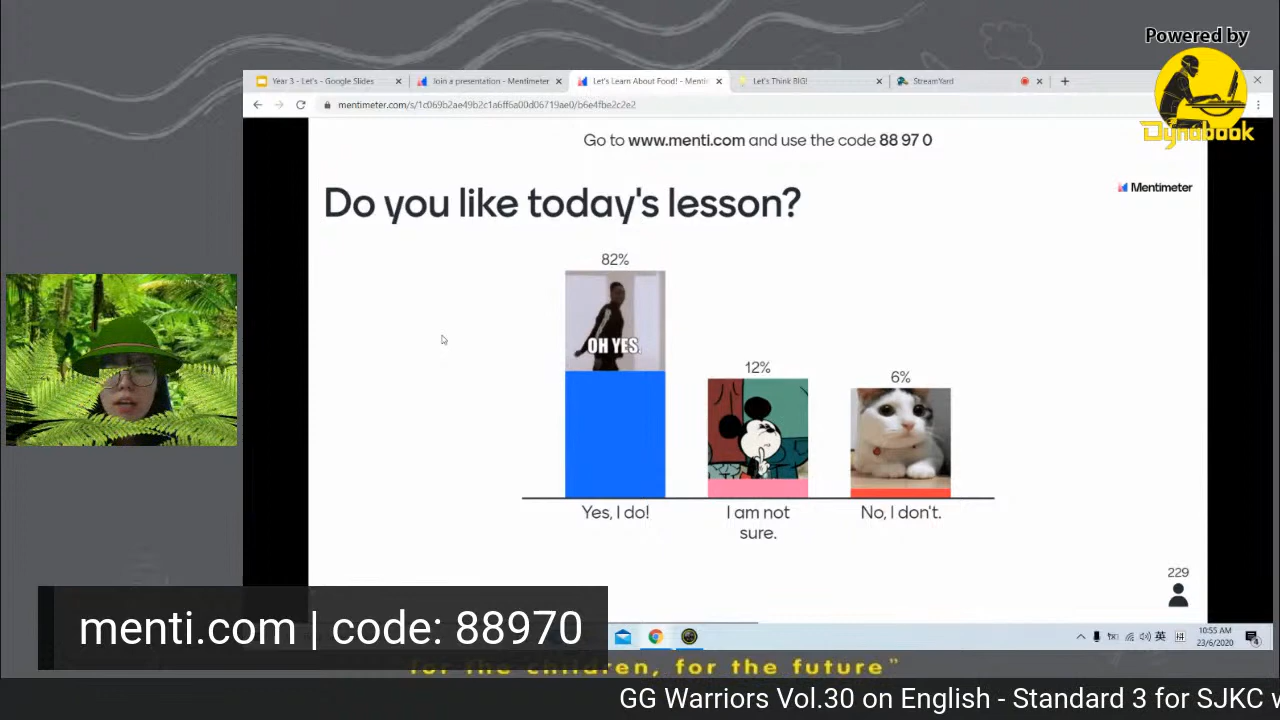 Powered by
Dynabook
Year 3 - Let's - Google Slides
Join a presentation - Mentimeter
Let's Learn About Food! - Menti
Let's Think BIG!
StreamYard
mentimeter.com/s/1c069b2ae49b2c1a6ff6a00d06719ae0/b6e4fbe2c2e2
Go to www.menti.com and use the code 88 97 0
Mentimeter
Do you like today's lesson?
82%
12%
6%
OH YES.
Yes, I do!
I am not
sure.
No, I don't.
229
menti.com | code: 88970
10:55 AM
23/6/2020
英
for the children, for the future"
GG Warriors Vol.30 on English - Standard 3 for SJKC w